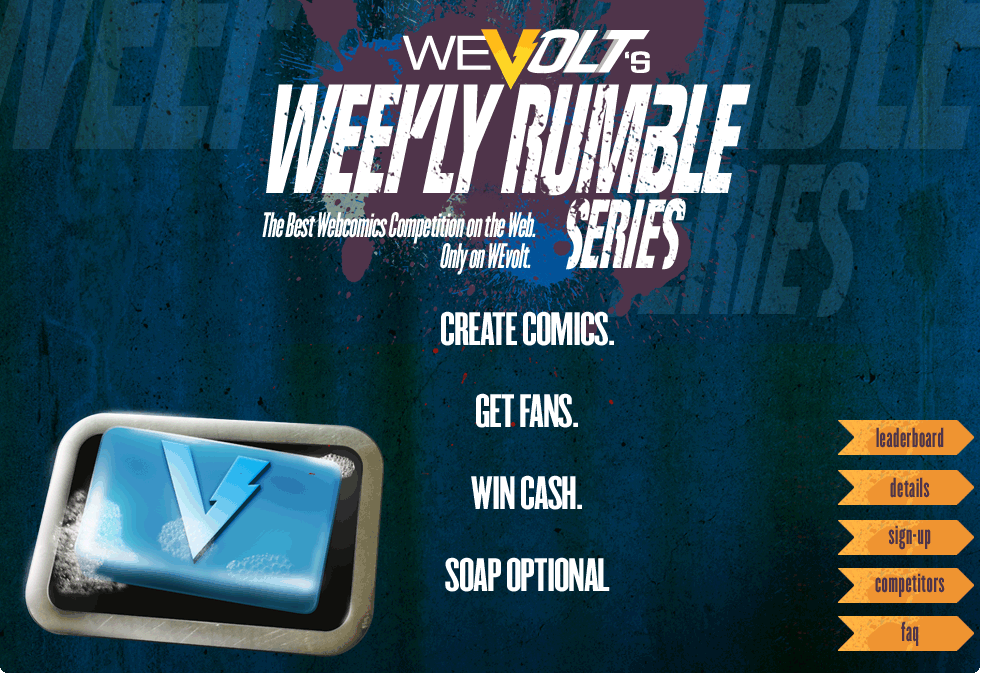 WEVOLT'S
WEEKLY RUMBLE
SERIES
The Best Webcomics Competition on the Web.
Only on WEvolt.
CREATE COMICS.
GET FANS.
WIN CASH.
SOAP OPTIONAL
leaderboard
details
sign-up
competitors
faq